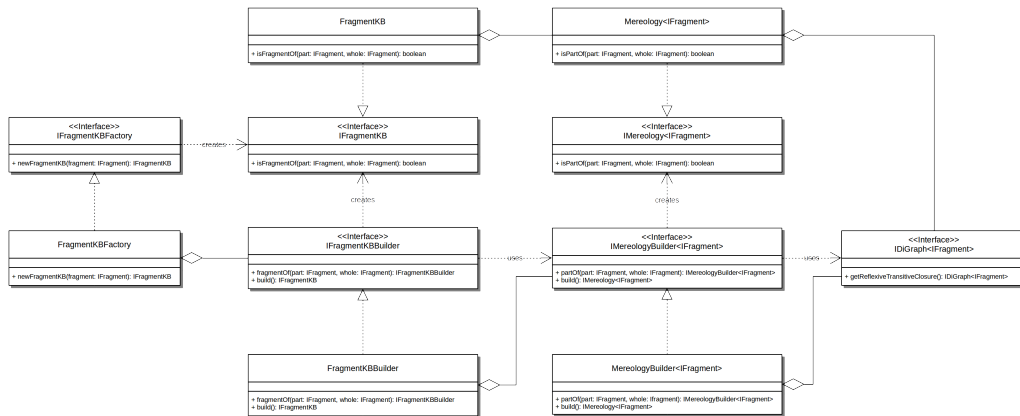 FragmentKB
+ isFragmentOf(part: IFragment, whole: IFragment): boolean
Mereology<IFragment>
+ isPartOf(part: IFragment, whole: IFragment): boolean
<<Interface>>
IFragmentKBFactory
+ newFragmentKB(fragment: IFragment): IFragmentKB
creates
<<Interface>>
IFragmentKB
+ isFragmentOf(part: IFragment, whole: IFragment): boolean
<<Interface>>
IMereology<IFragment>
+ isPartOf(part: IFragment, whole: IFragment): boolean
creates
creates
FragmentKBFactory
+ newFragmentKB(fragment: IFragment): IFragmentKB
<<Interface>>
IFragmentKBBuilder
+ fragmentOf(part: IFragment, whole: IFragment): IFragmentKBBuilder
+ build(): IFragmentKB
uses
<<Interface>>
IMereologyBuilder<IFragment>
+ partOf(part: IFragment, whole: IFragment): IMereologyBuilder<IFragment>
+ build(): IMereology<IFragment>
uses
<<Interface>>
IDiGraph<IFragment>
+ getReflexiveTransitiveClosure(): IDiGraph<IFragment>
FragmentKBBuilder
+ fragmentOf(part: IFragment, whole: IFragment): IFragmentKBBuilder
+ build(): IFragmentKB
MereologyBuilder<IFragment>
+ partOf(part: IFragment, whole: Ifragment): IMereologyBuilder<IFragment>
+ build(): IMereology<IFragment>